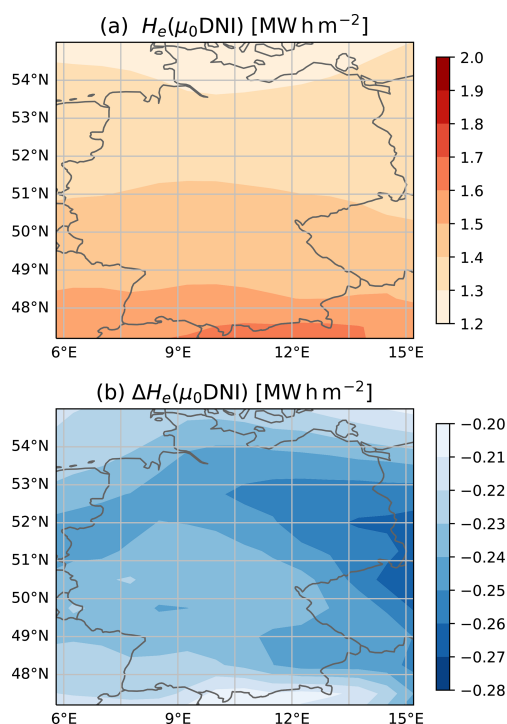 (a) Hₑ(μ₀DNI) [MW h m⁻²]
54°N
53°N
52°N
51°N
50°N
49°N
48°N
6°E 9°E 12°E 15°E
2.0
1.9
1.8
1.7
1.6
1.5
1.4
1.3
1.2
(b) ΔHₑ(μ₀DNI) [MW h m⁻²]
54°N
53°N
52°N
51°N
50°N
49°N
48°N
6°E 9°E 12°E 15°E
−0.20
−0.21
−0.22
−0.23
−0.24
−0.25
−0.26
−0.27
−0.28